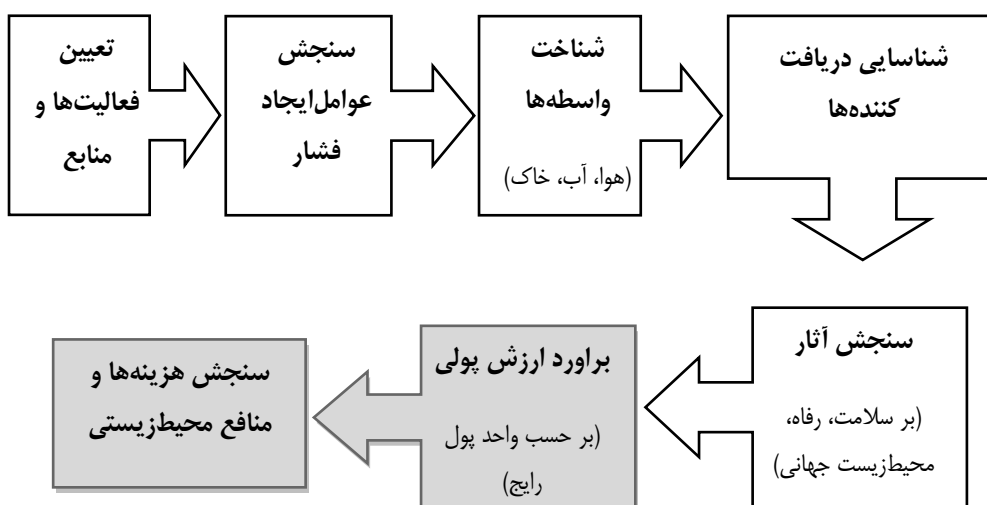 تعیین
فعالیت‌ها و
منابع
سنجش
عوامل‌ایجاد
فشار
شناخت
واسطه‌ها
(هوا، آب، خاک)
شناسایی دریافت
کننده‌ها
سنجش آثار
(بر سلامت، رفاه،
محیط‌زیست جهانی)
براورد ارزش پولی
(بر حسب واحد پول
رایج)
سنجش هزینه‌ها و
منافع محیط‌زیستی